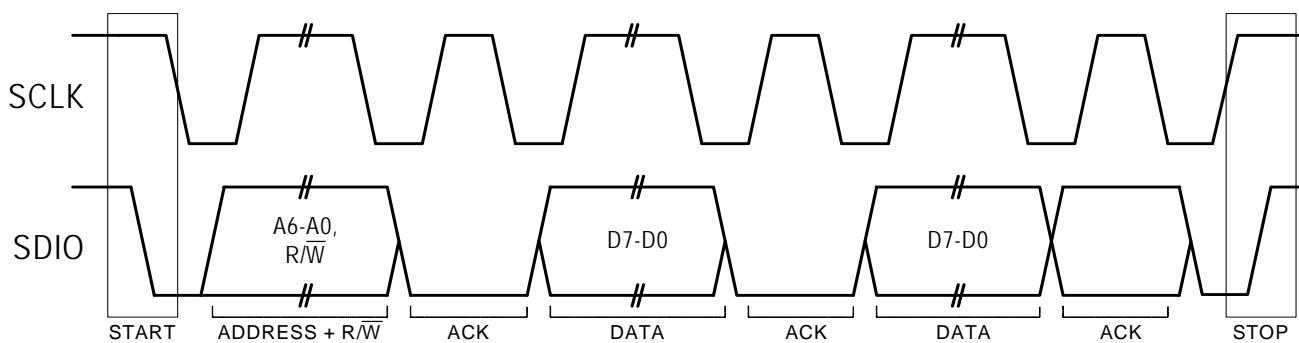 SCLK
SDIO
A6-A0,
R/W̅
D7-D0
D7-D0
START
ADDRESS + R/W̅
ACK
DATA
ACK
DATA
ACK
STOP